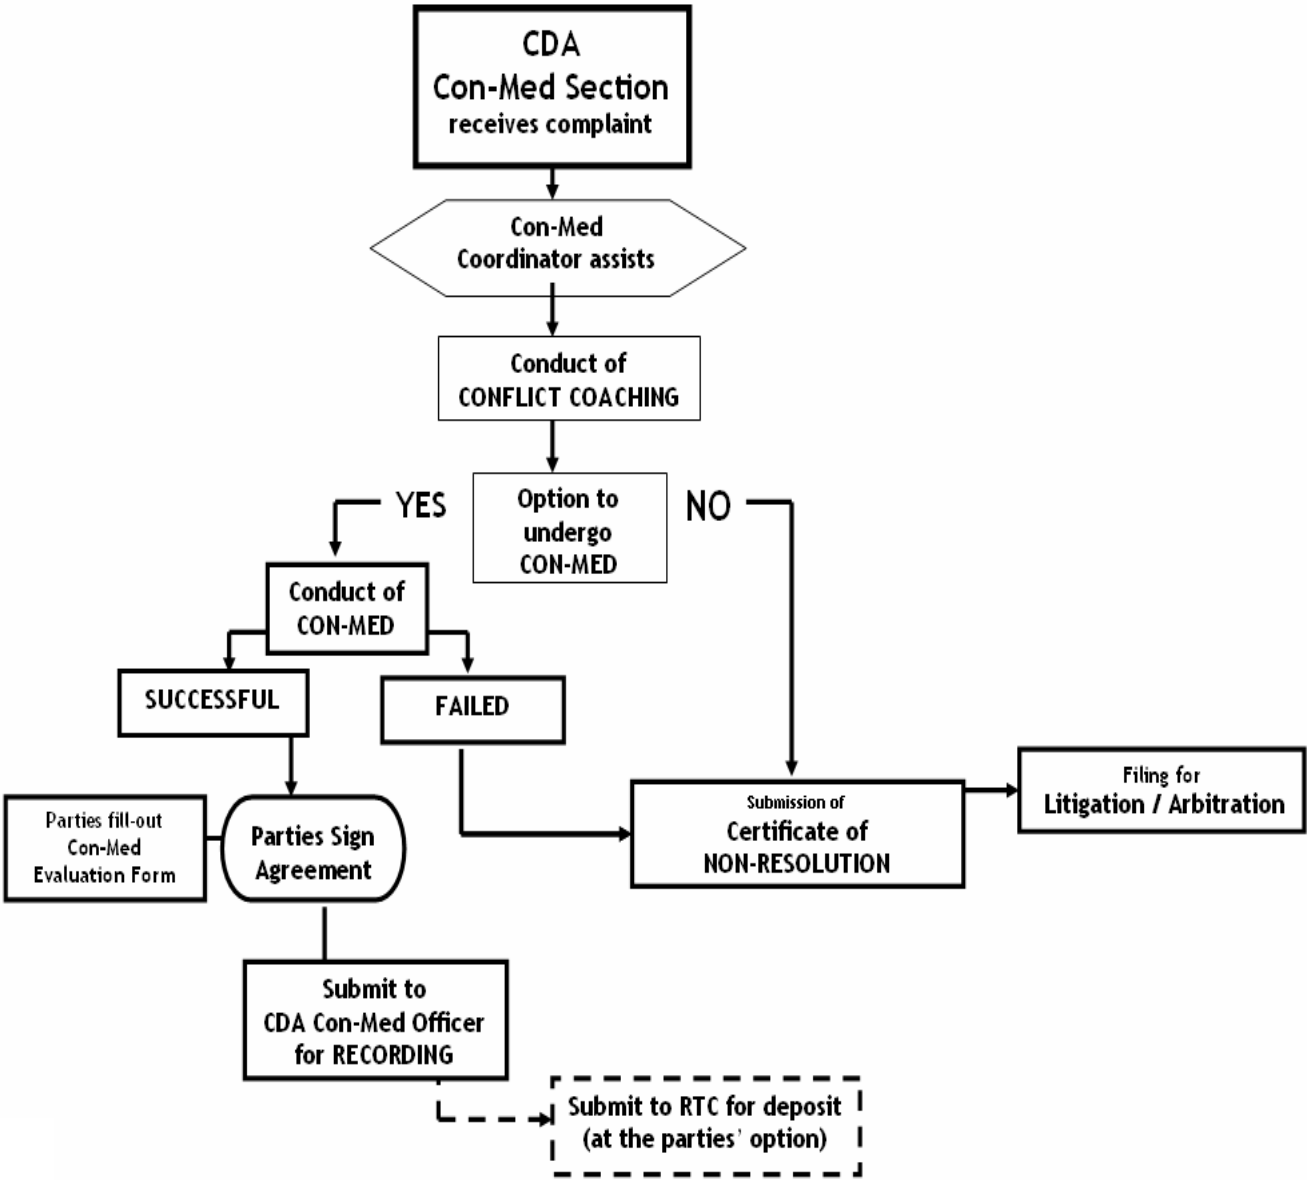 CDA
Con-Med Section
receives complaint
Con-Med
Coordinator assists
Conduct of
CONFLICT COACHING
YES
Option to
undergo
CON-MED
NO
Conduct of
CON-MED
SUCCESSFUL
FAILED
Filing for
Litigation / Arbitration
Submission of
Certificate of
NON-RESOLUTION
Parties fill-out
Con-Med
Evaluation Form
Parties Sign
Agreement
Submit to
CDA Con-Med Officer
for RECORDING
Submit to RTC for deposit
(at the parties' option)